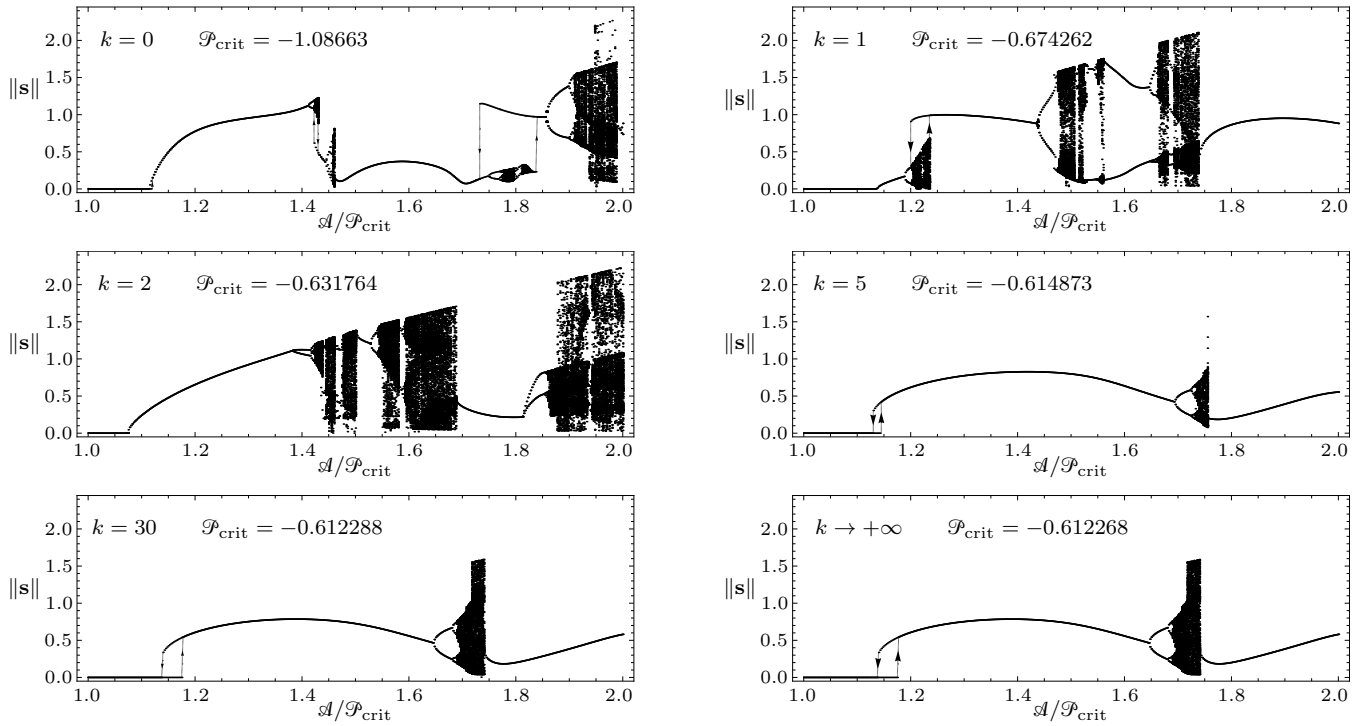 k = 0 𝒫crit = −1.08663
‖s‖
2.0
1.5
1.0
0.5
0.0
1.0 1.2 1.4 1.6 1.8 2.0
𝒜/𝒫crit
k = 1 𝒫crit = −0.674262
‖s‖
2.0
1.5
1.0
0.5
0.0
1.0 1.2 1.4 1.6 1.8 2.0
𝒜/𝒫crit
k = 2 𝒫crit = −0.631764
‖s‖
2.0
1.5
1.0
0.5
0.0
1.0 1.2 1.4 1.6 1.8 2.0
𝒜/𝒫crit
k = 5 𝒫crit = −0.614873
‖s‖
2.0
1.5
1.0
0.5
0.0
1.0 1.2 1.4 1.6 1.8 2.0
𝒜/𝒫crit
k = 30 𝒫crit = −0.612288
‖s‖
2.0
1.5
1.0
0.5
0.0
1.0 1.2 1.4 1.6 1.8 2.0
𝒜/𝒫crit
k → +∞ 𝒫crit = −0.612268
‖s‖
2.0
1.5
1.0
0.5
0.0
1.0 1.2 1.4 1.6 1.8 2.0
𝒜/𝒫crit